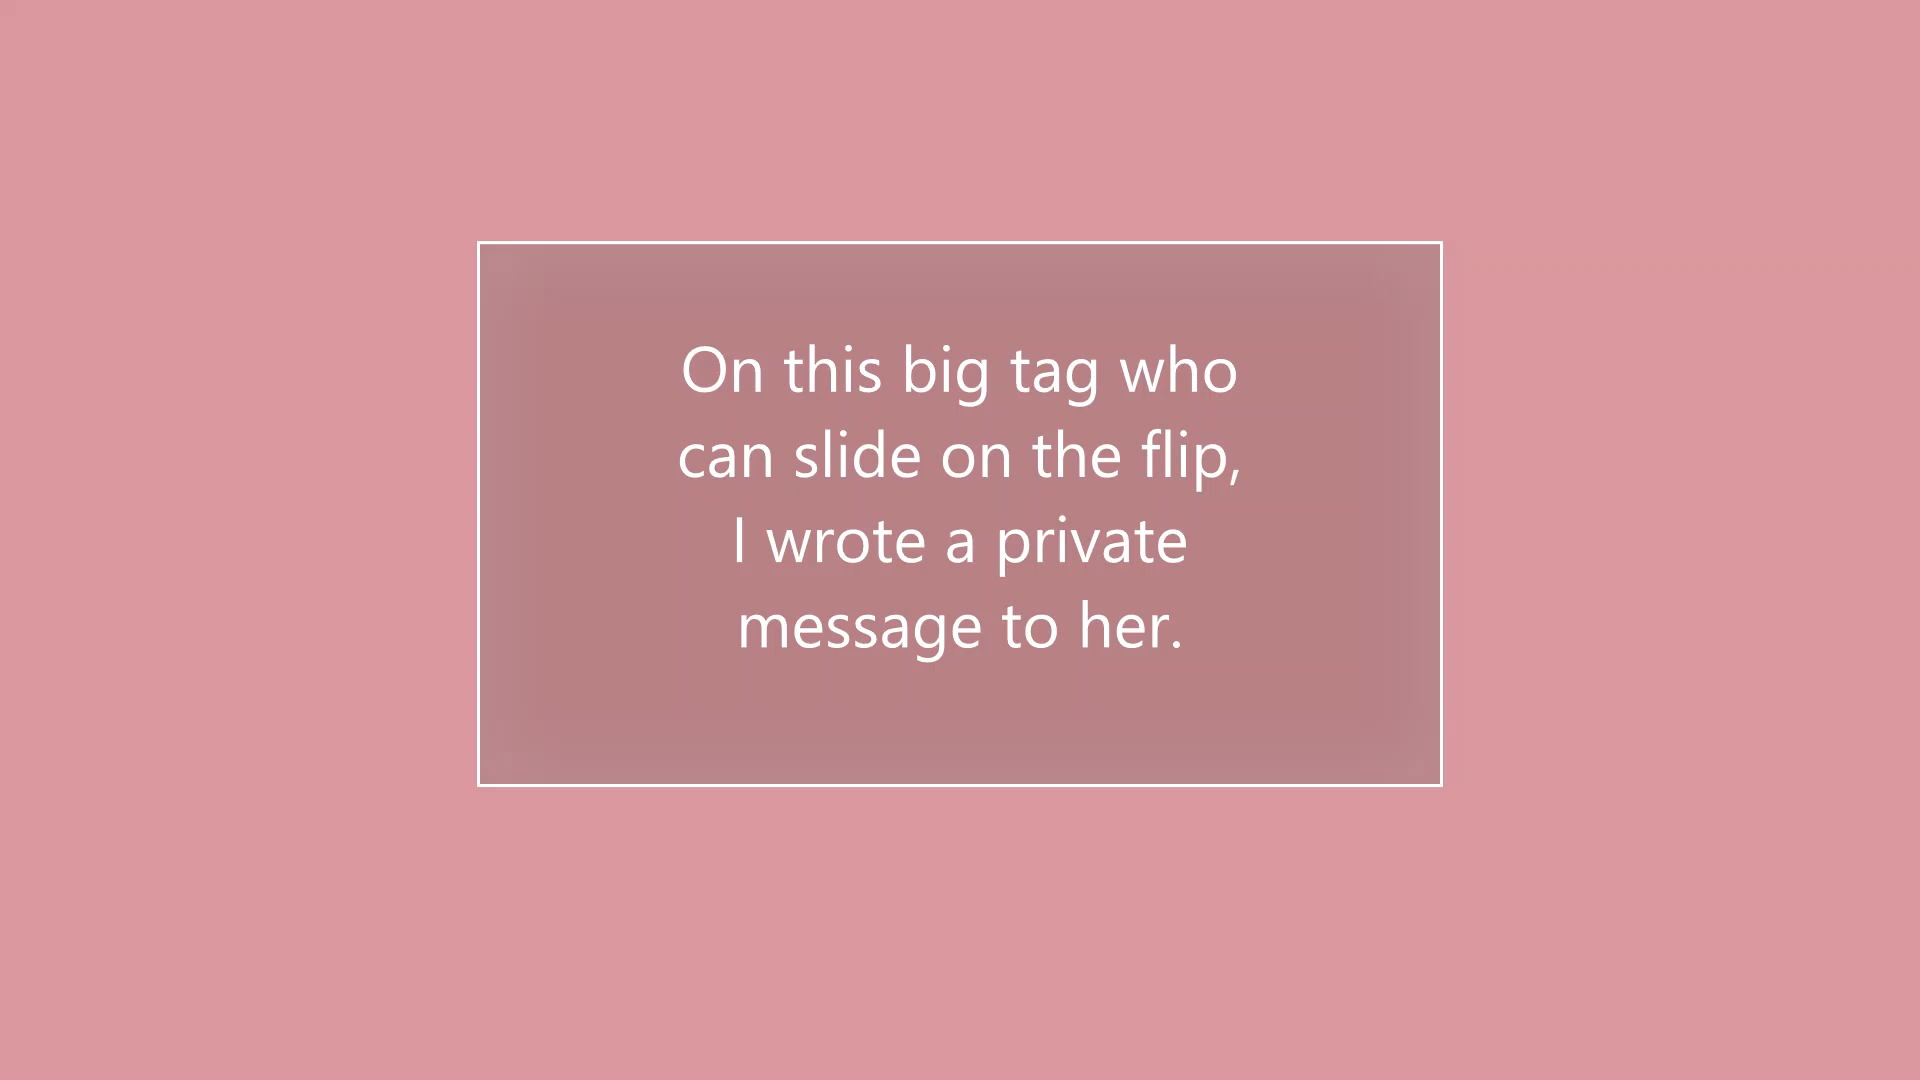 On this big tag who
can slide on the flip,
I wrote a private
message to her.